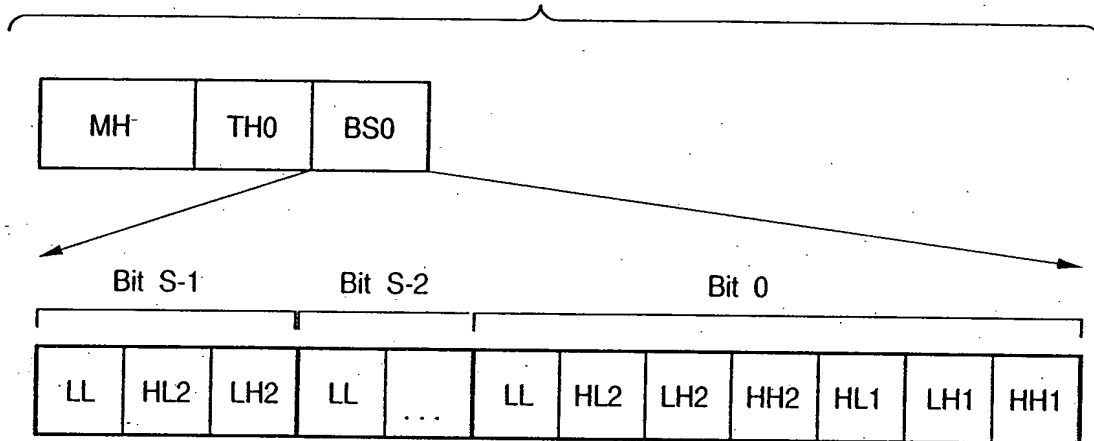 MH TH0 BS0
Bit S-1 Bit S-2 Bit 0
LL HL2 LH2 LL ... LL HL2 LH2 HH2 HL1 LH1 HH1